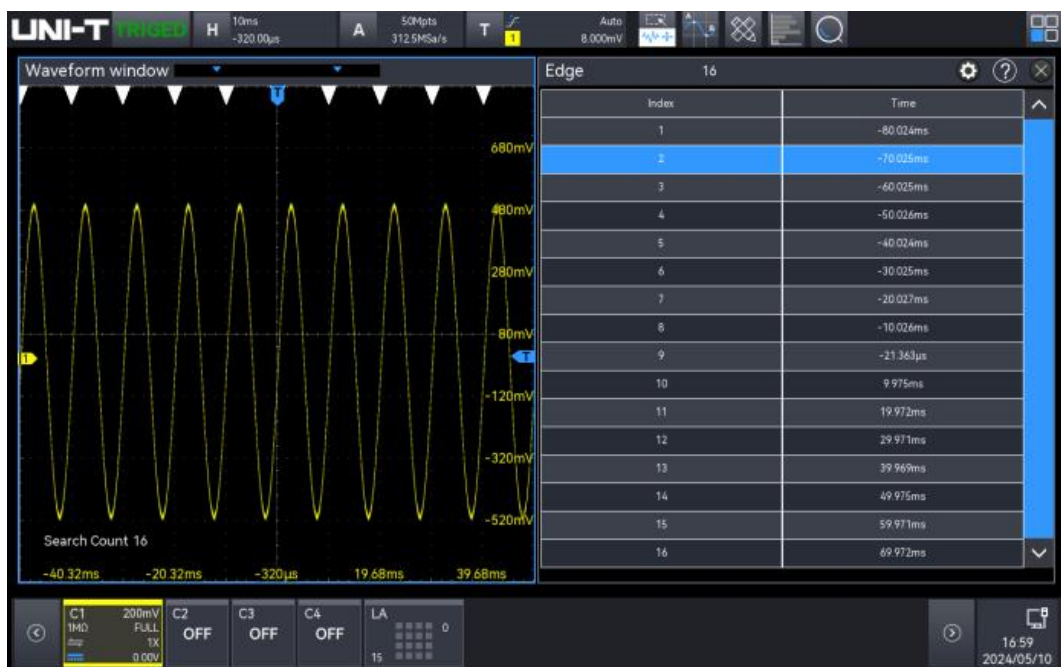 UNI-T TRIGED H 10ms -320.00µs A 50Mpts 312.5MSa/s T 1 Auto 8.000mV
Waveform window
T
680mV
480mV
280mV
80mV
1 T
-120mV
-320mV
-520mV
Search Count 16
-40.32ms -20.32ms -320µs 19.68ms 39.68ms
Edge 16
Index Time
1 -80.024ms
2 -70.025ms
3 -60.025ms
4 -50.026ms
5 -40.024ms
6 -30.025ms
7 -20.027ms
8 -10.026ms
9 -21.363µs
10 9.975ms
11 19.972ms
12 29.971ms
13 39.969ms
14 49.975ms
15 59.971ms
16 69.972ms
C1 200mV
1MΩ FULL
1X
0.00V
C2 OFF
C3 OFF
C4 OFF
LA 0
15
16:59
2024/05/10